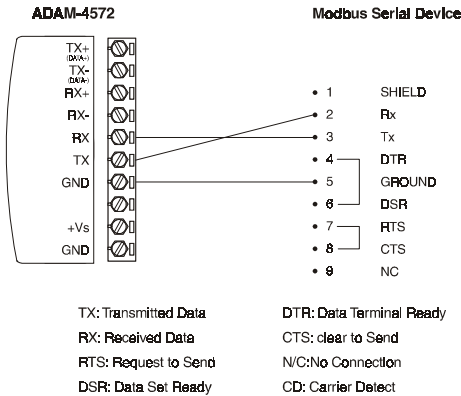 ADAM-4572
Modbus Serial Device
TX+
(DATA+)
TX-
(DATA-)
RX+
RX-
RX
TX
GND
+Vs
GND
1 SHIELD
2 Rx
3 Tx
4 DTR
5 GROUND
6 DSR
7 RTS
8 CTS
9 NC
TX: Transmitted Data
RX: Received Data
RTS: Request to Send
DSR: Data Set Ready
DTR: Data Terminal Ready
CTS: clear to Send
N/C:No Connection
CD: Carrier Detect